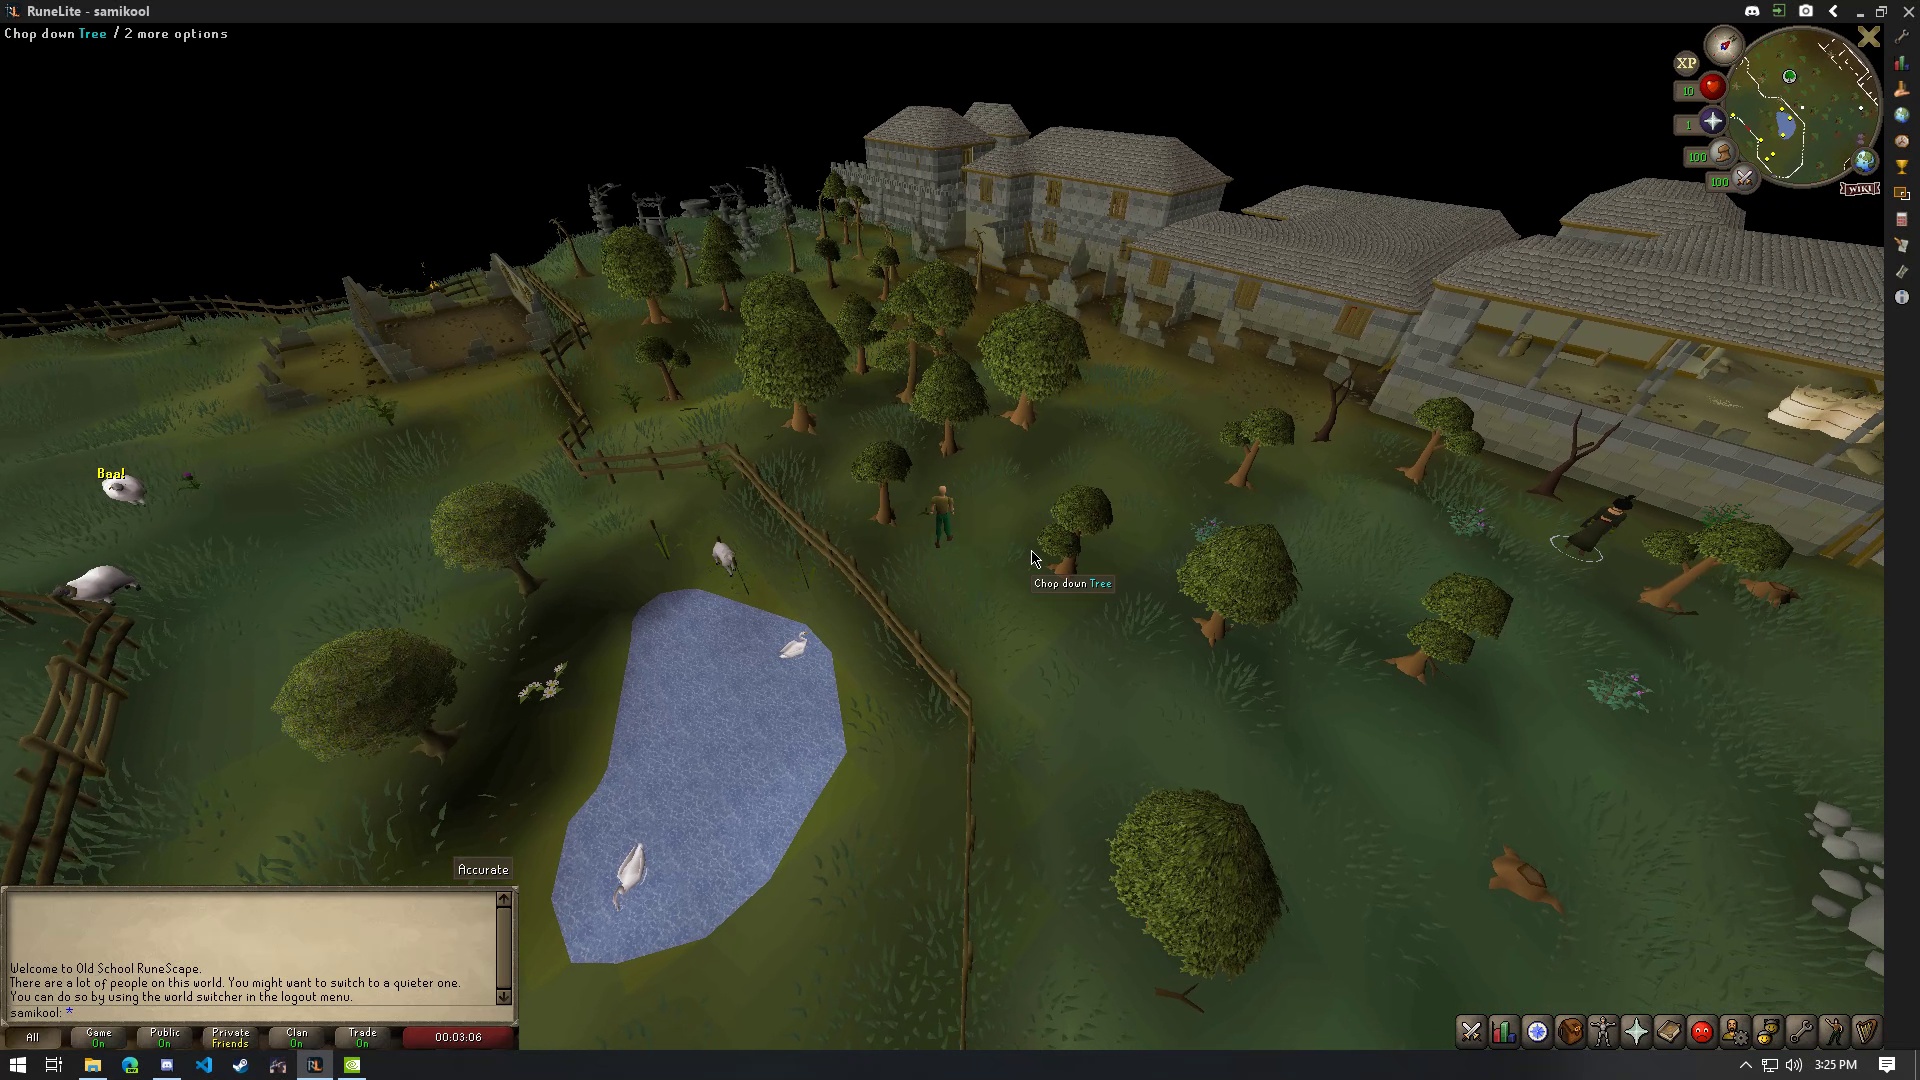 RuneLite - samikool
Chop down Tree / 2 more options
XP
10
1
100
100
WIKI
Baa!
Chop down Tree
Accurate
Welcome to Old School RuneScape.
There are a lot of people on this world. You might want to switch to a quieter one.
You can do so by using the world switcher in the logout menu.
samikool: *
All
Game
On
Public
On
Private
Friends
Clan
On
Trade
On
00:03:06
3:25 PM